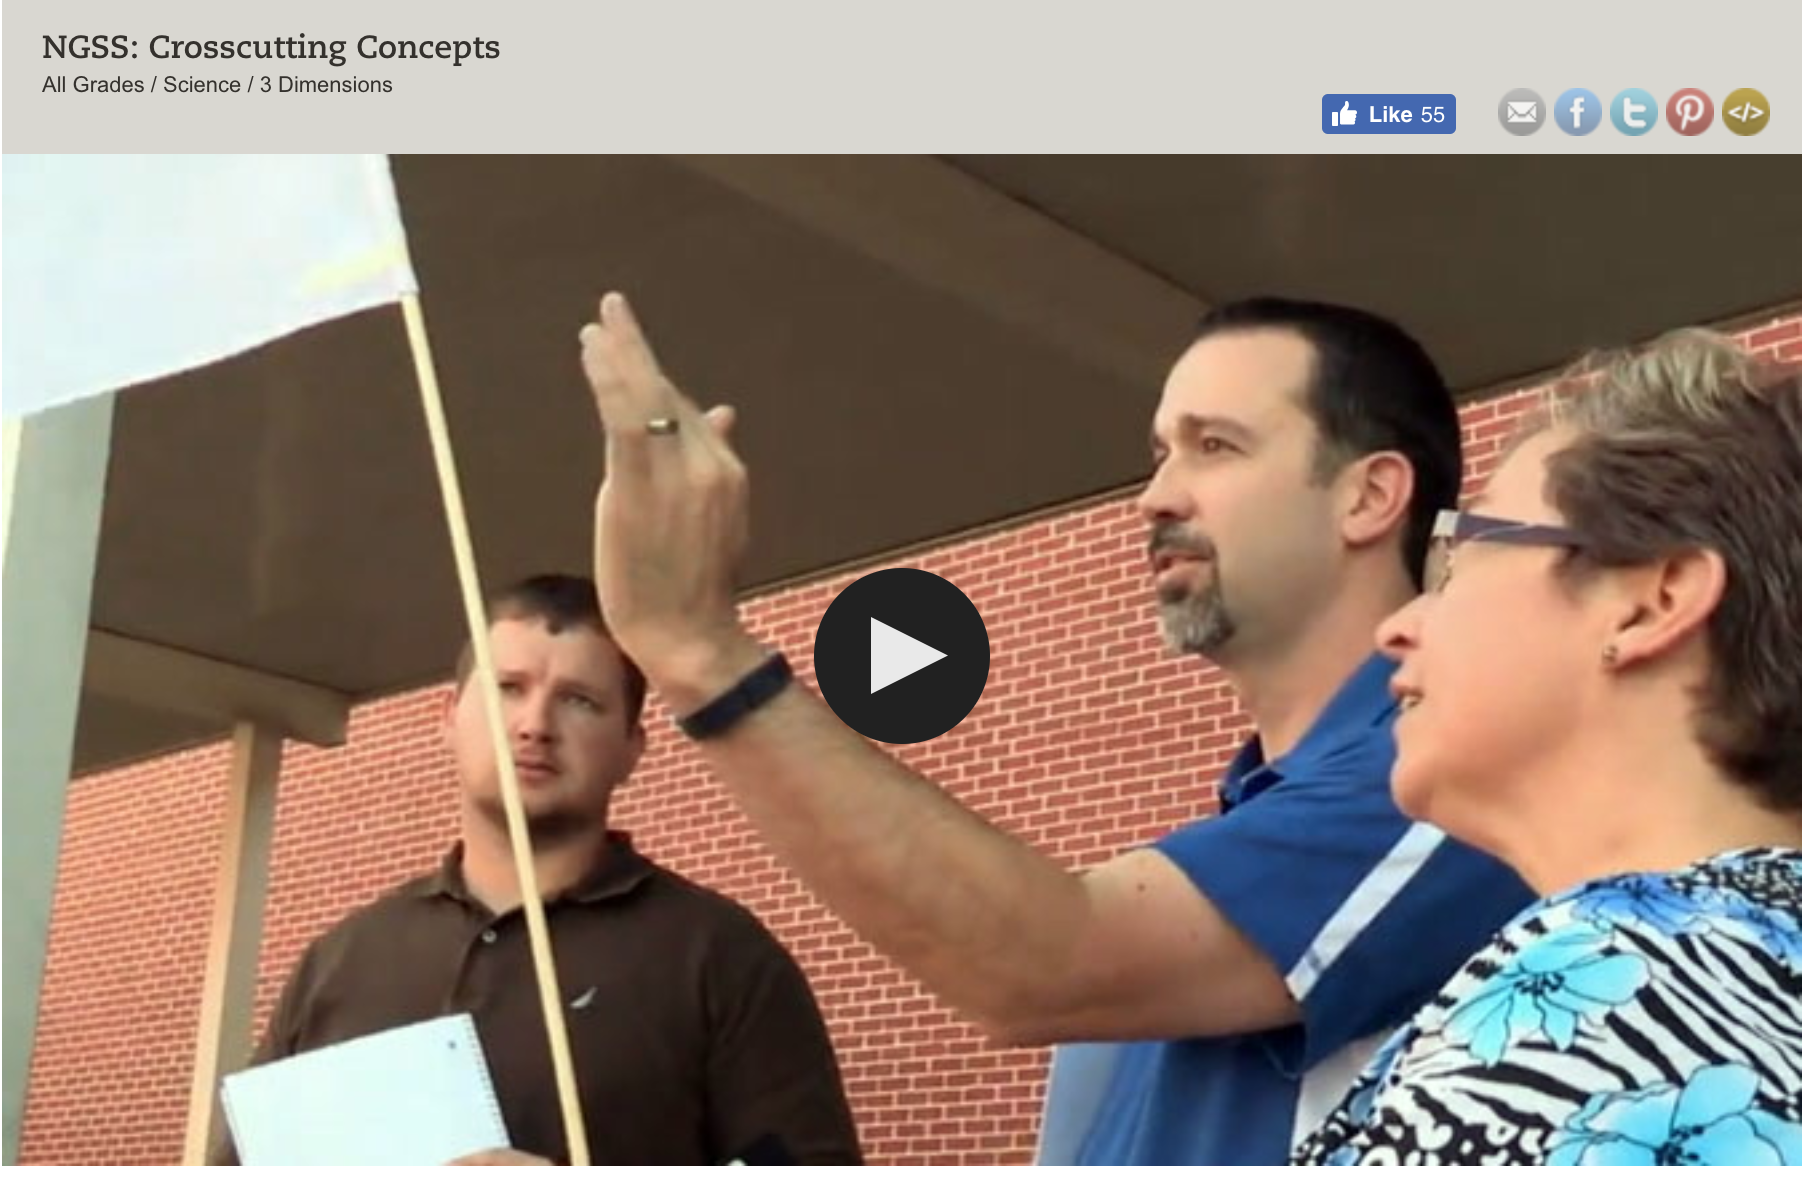 NGSS: Crosscutting Concepts
All Grades / Science / 3 Dimensions
Like 55